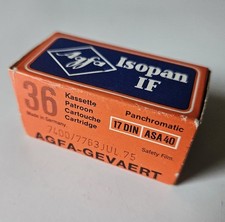 Agfa
Isopan
IF
36
Made in Germany
Kassette
Patroon
Cartouche
Cartridge
Panchromatic
17 DIN
ASA 40
7400/7763 JUL 75
Safety Film
AGFA-GEVAERT